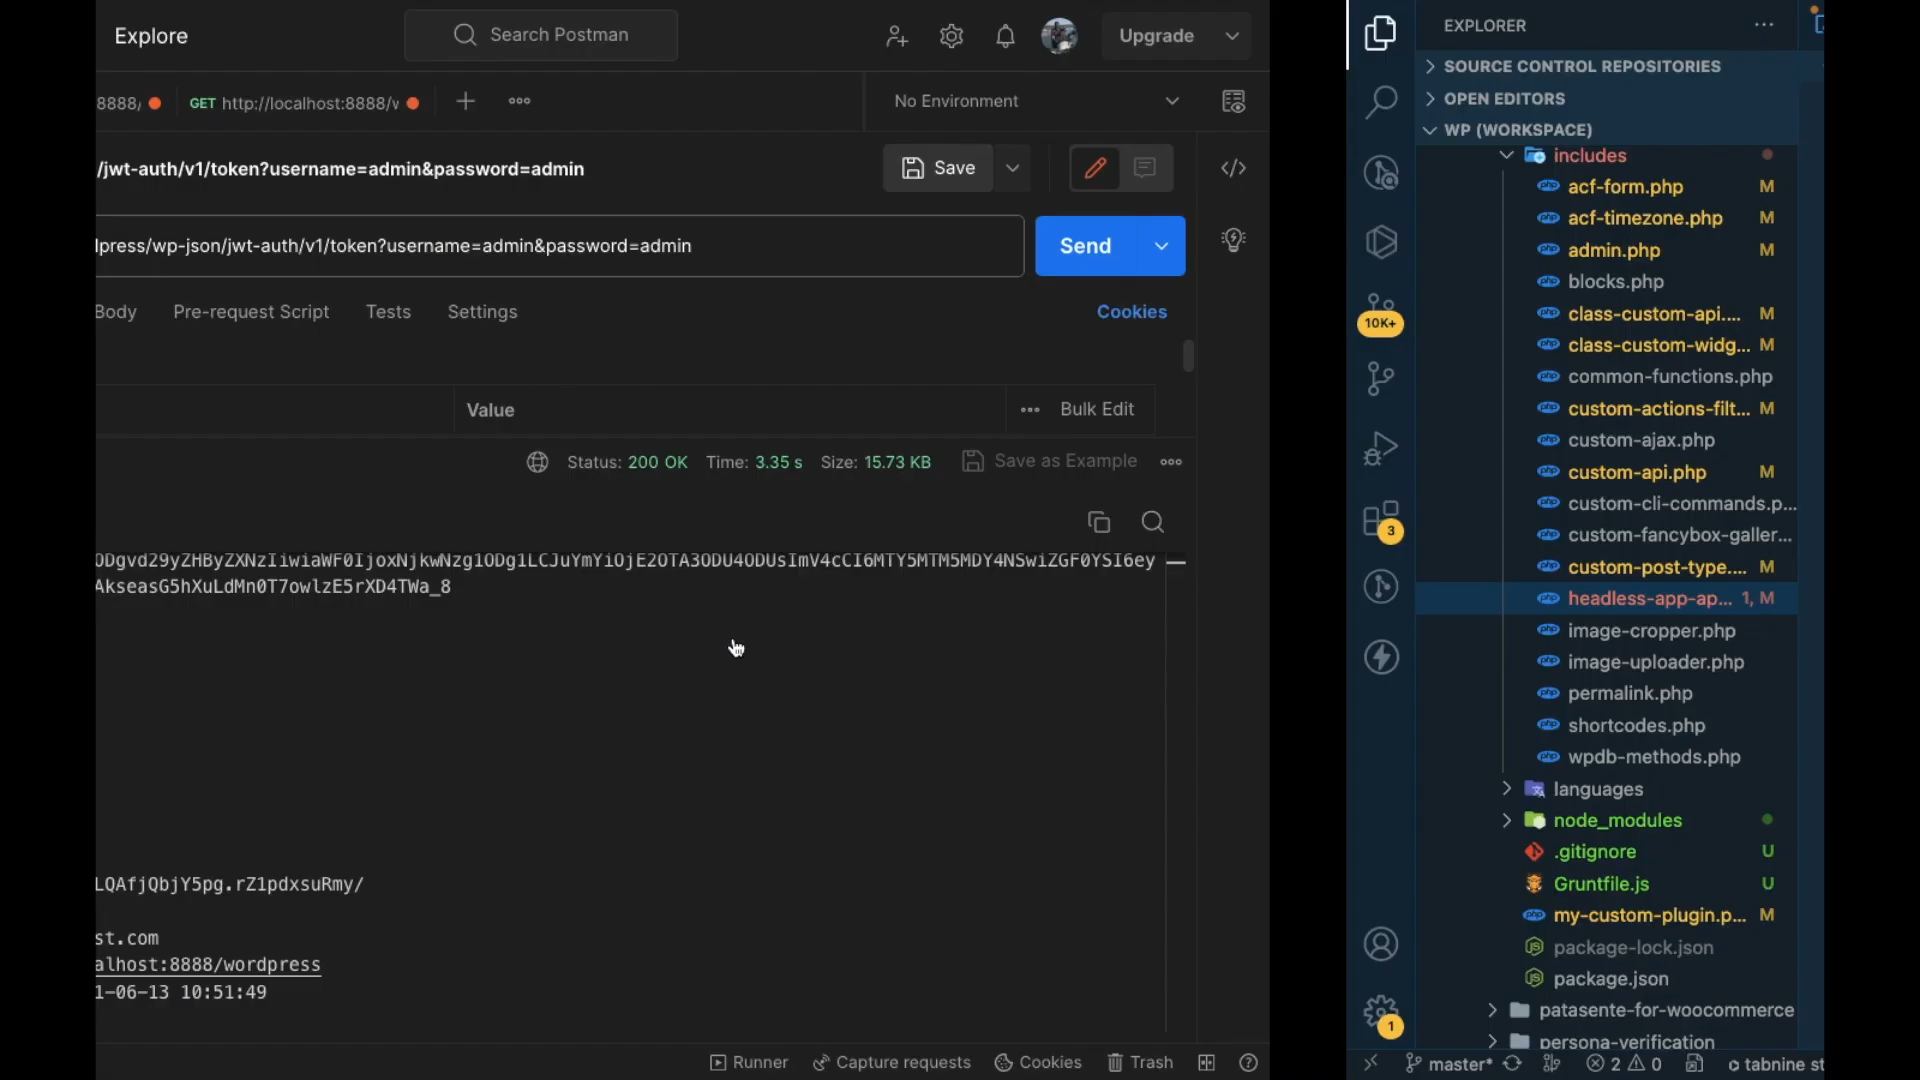 Explore
Search Postman
Upgrade
8888/
GET http://localhost:8888/v
No Environment
/jwt-auth/v1/token?username=admin&password=admin
Save
lpress/wp-json/jwt-auth/v1/token?username=admin&password=admin
Send
Body
Pre-request Script
Tests
Settings
Cookies
Value
Bulk Edit
Status: 200 OK Time: 3.35 s Size: 15.73 KB
Save as Example
ODgvd29yZHByZXNzIiwiaWF0IjoxNjkwNzg1ODg1LCJuYmYiOjE2OTA3ODU4ODUsImV4cCI6MTY5MTM5MDY4NSwiZGF0YSI6ey
AkseasG5hXuLdMn0T7owlzE5rXD4TWa_8
LQAfjQbjY5pg.rZ1pdxsuRmy/
st.com
alhost:8888/wordpress
1-06-13 10:51:49
Runner
Capture requests
Cookies
Trash
EXPLORER
SOURCE CONTROL REPOSITORIES
OPEN EDITORS
WP (WORKSPACE)
includes
acf-form.php M
acf-timezone.php M
admin.php M
blocks.php
class-custom-api.... M
10K+
class-custom-widg... M
common-functions.php
custom-actions-filt... M
custom-ajax.php
custom-api.php M
custom-cli-commands.p...
3
custom-fancybox-galler...
custom-post-type.... M
headless-app-ap... 1, M
image-cropper.php
image-uploader.php
permalink.php
shortcodes.php
wpdb-methods.php
languages
node_modules
.gitignore U
Gruntfile.js U
my-custom-plugin.p... M
package-lock.json
package.json
patasente-for-woocommerce
1
persona-verification
master*
2
0
tabnine st